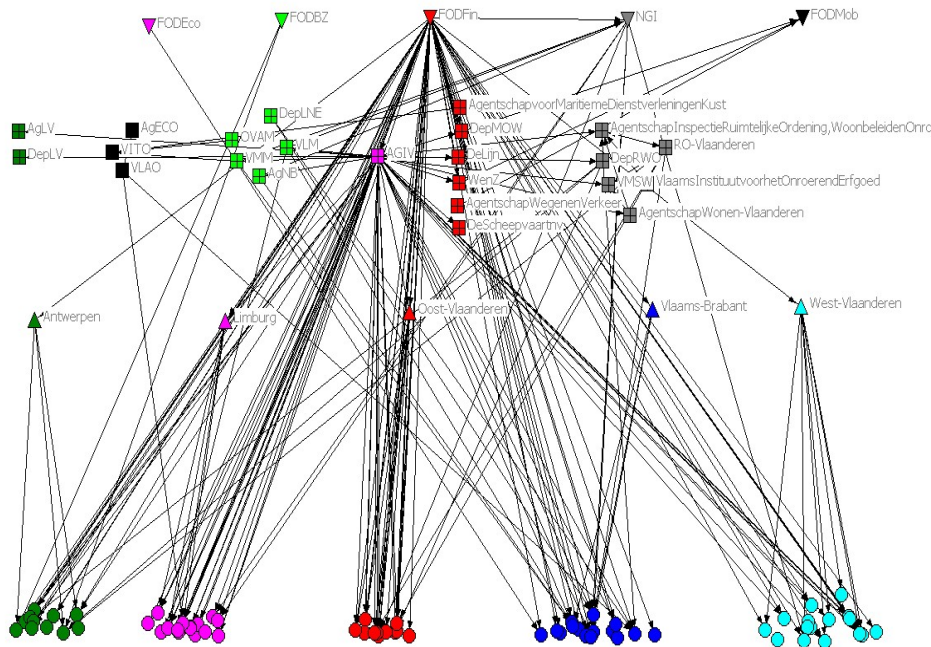 FODEco
FODBZ
FODFin
NGI
FODMob
AgentschapvoorMaritiemeDienstverleningenKust
DepLNE
AgLV
AgECO
OVAM
DepMOW
AgentschapInspectieRuimtelijkeOrdening,WoonbeleidenOnro
VITO
VLM
AGIV
DeLijn
RO-Vlaanderen
DepLV
VMM
DepRWO
VLAO
AgNB
WenZ
VMSW
VlaamsInstituutvoorhetOnroerendErfgoed
AgentschapWegenenVerkeer
AgentschapWonen-Vlaanderen
DeScheepvaartnv
Antwerpen
Limburg
Oost-Vlaanderen
Vlaams-Brabant
West-Vlaanderen